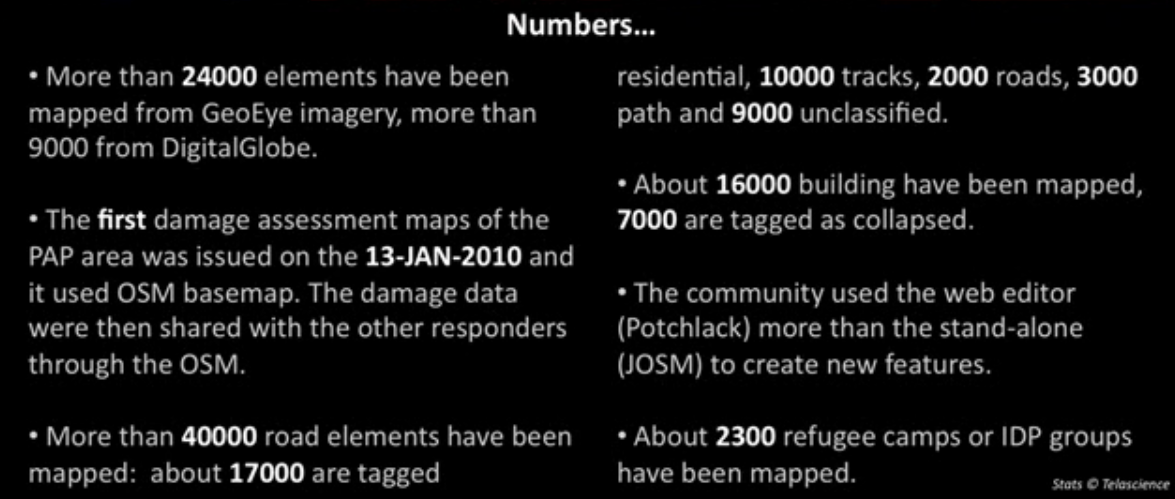 Numbers...
• More than 24000 elements have been
mapped from GeoEye imagery, more than
9000 from DigitalGlobe.
• The first damage assessment maps of the
PAP area was issued on the 13-JAN-2010 and
it used OSM basemap. The damage data
were then shared with the other responders
through the OSM.
• More than 40000 road elements have been
mapped: about 17000 are tagged
residential, 10000 tracks, 2000 roads, 3000
path and 9000 unclassified.
• About 16000 building have been mapped,
7000 are tagged as collapsed.
• The community used the web editor
(Potchlack) more than the stand-alone
(JOSM) to create new features.
• About 2300 refugee camps or IDP groups
have been mapped.
Stats © Telascience